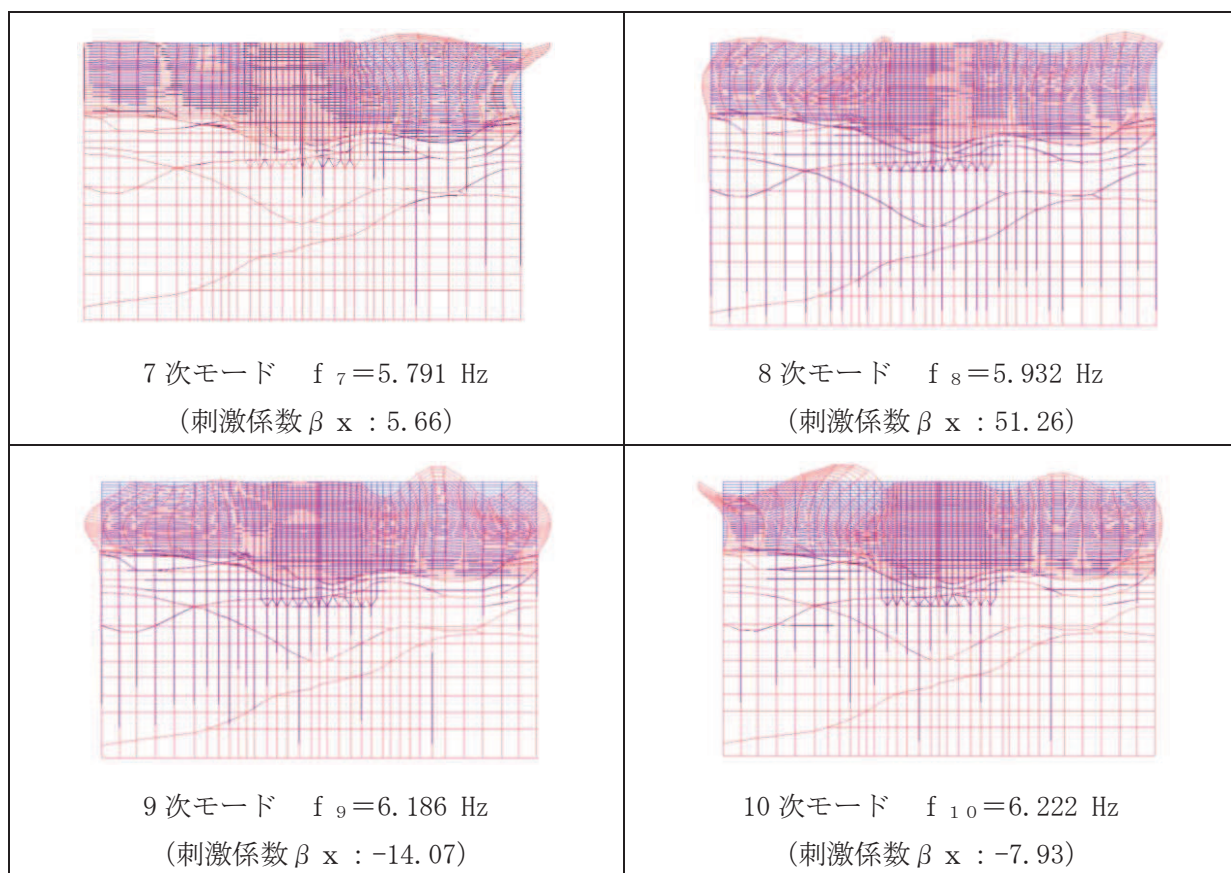 7次モード f ₇=5.791 Hz
(刺激係数β x :5.66)
8次モード f ₈=5.932 Hz
(刺激係数β x :51.26)
9次モード f ₉=6.186 Hz
(刺激係数β x :-14.07)
10次モード f ₁₀=6.222 Hz
(刺激係数β x :-7.93)